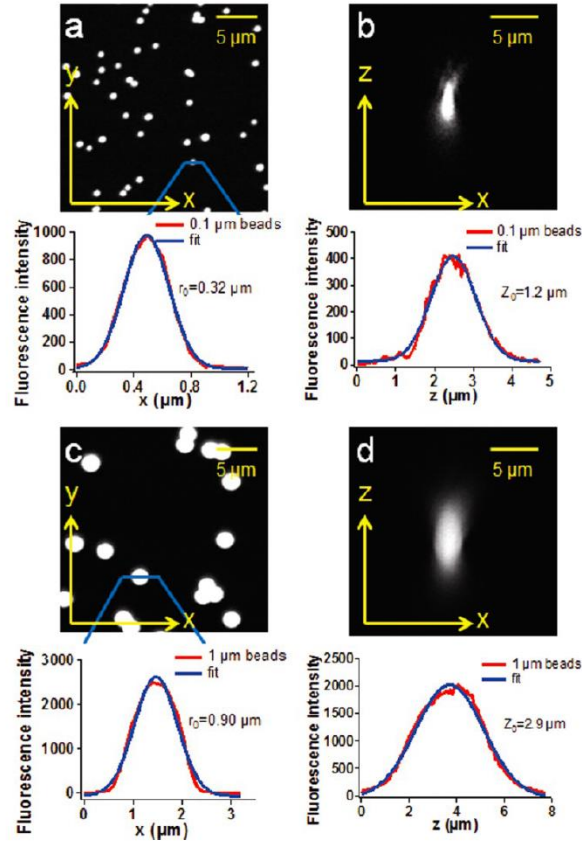 a
5 µm
y
x
b
5 µm
z
x
Fluorescence intensity
1000
800
600
400
200
0
0.1 µm beads
fit
r₀=0.32 µm
0.0 0.4 0.8 1.2
x (µm)
Fluorescence intensity
500
400
300
200
100
0
0.1 µm beads
fit
Z₀=1.2 µm
0 2 4 6
z (µm)
c
5 µm
y
x
d
5 µm
z
x
Fluorescence intensity
3000
2000
1000
0
1 µm beads
fit
r₀=0.90 µm
0 1 2 3
x (µm)
Fluorescence intensity
2500
2000
1500
1000
500
0
1 µm beads
fit
Z₀=2.9 µm
0 2 4 6 8
z (µm)